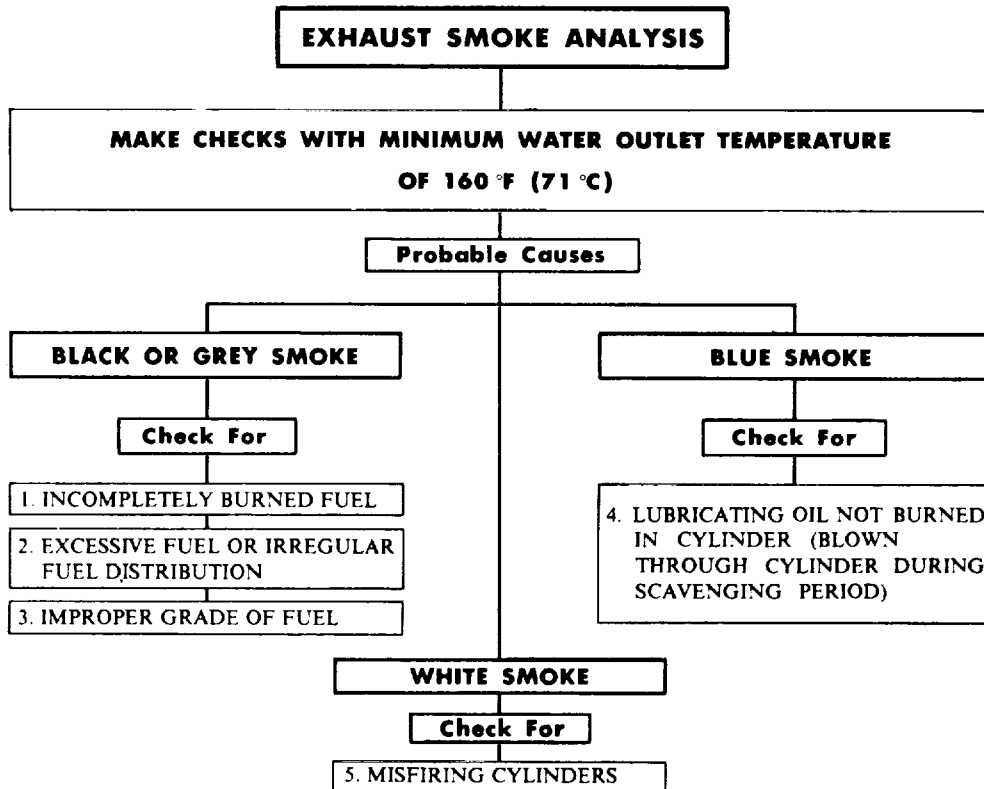 EXHAUST SMOKE ANALYSIS
MAKE CHECKS WITH MINIMUM WATER OUTLET TEMPERATURE
OF 160 °F (71 °C)
Probable Causes
BLACK OR GREY SMOKE
Check For
1. INCOMPLETELY BURNED FUEL
2. EXCESSIVE FUEL OR IRREGULAR
FUEL DISTRIBUTION
3. IMPROPER GRADE OF FUEL
BLUE SMOKE
Check For
4. LUBRICATING OIL NOT BURNED
IN CYLINDER (BLOWN
THROUGH CYLINDER DURING
SCAVENGING PERIOD)
WHITE SMOKE
Check For
5. MISFIRING CYLINDERS